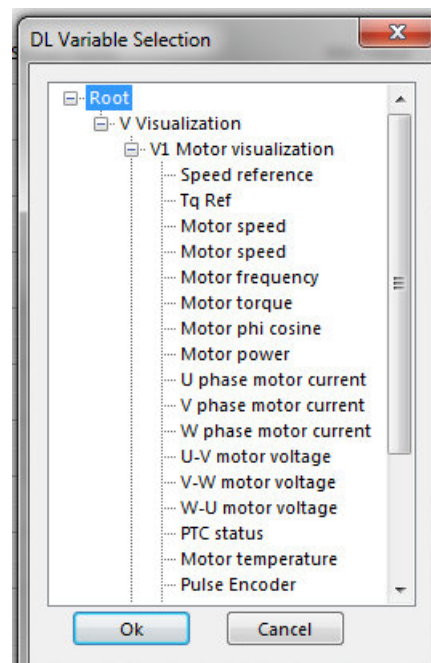 DL Variable Selection
Root
V Visualization
V1 Motor visualization
Speed reference
Tq Ref
Motor speed
Motor speed
Motor frequency
Motor torque
Motor phi cosine
Motor power
U phase motor current
V phase motor current
W phase motor current
U-V motor voltage
V-W motor voltage
W-U motor voltage
PTC status
Motor temperature
Pulse Encoder
Ok Cancel